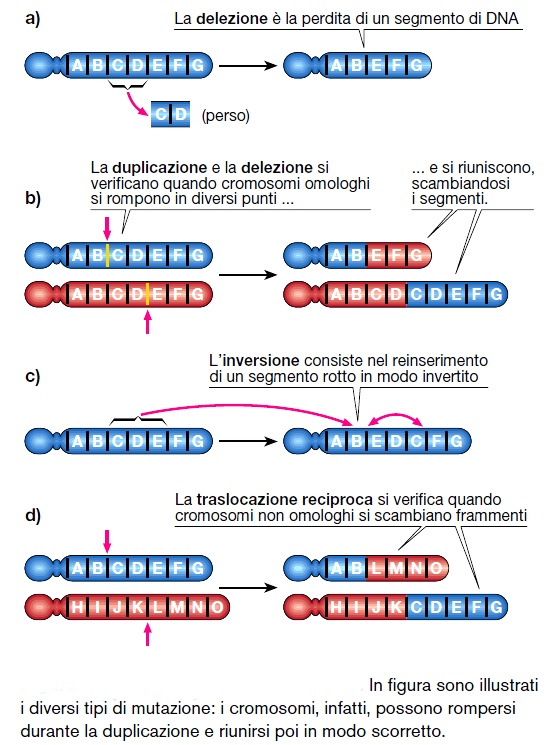 a)
La delezione è la perdita di un segmento di DNA
A B C D E F G
A B E F G
C D (perso)
La duplicazione e la delezione si
verificano quando cromosomi omologhi
si rompono in diversi punti ...
... e si riuniscono,
scambiandosi
i segmenti.
b)
A B C D E F G
A B E F G
A B C D E F G
A B C D C D E F G
c)
L'inversione consiste nel reinserimento
di un segmento rotto in modo invertito
A B C D E F G
A B E D C F G
d)
La traslocazione reciproca si verifica quando
cromosomi non omologhi si scambiano frammenti
A B C D E F G
A B L M N O
H I J K L M N O
H I J K C D E F G
In figura sono illustrati
i diversi tipi di mutazione: i cromosomi, infatti, possono rompersi
durante la duplicazione e riunirsi poi in modo scorretto.